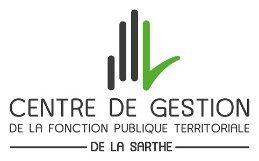 CENTRE DE GESTION
DE LA FONCTION PUBLIQUE TERRITORIALE
DE LA SARTHE